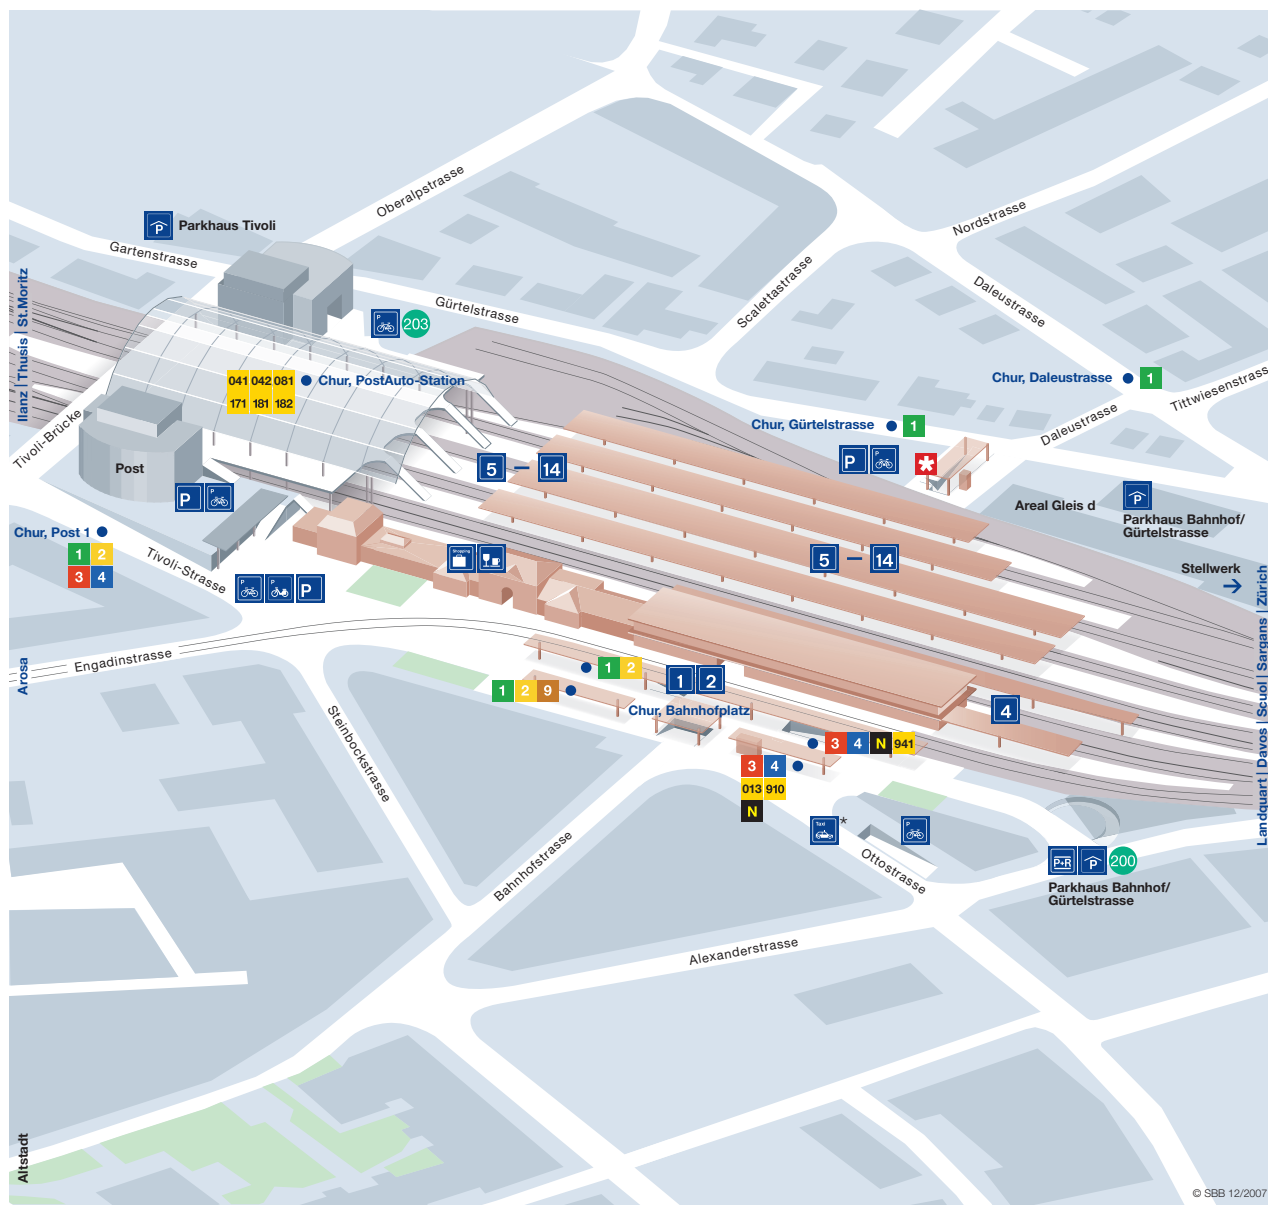 Oberalpstrasse
Nordstrasse
P
Parkhaus Tivoli
Gartenstrasse
Scalettastrasse
Daleustrasse
Ilanz | Thusis | St.Moritz
Gürtelstrasse
P
203
041 042 081
Chur, PostAuto-Station
171 181 182
Chur, Daleustrasse
1
Tittwiesenstrass
Tivoli-Brücke
Chur, Gürtelstrasse
1
Daleustrasse
Post
5 – 14
P
P
P
Areal Gleis d
Parkhaus Bahnhof/
Gürtelstrasse
P
P
Chur, Post 1
1 2
3 4
Tivoli-Strasse
Shopping
5 – 14
Stellwerk
P
P
P
Landquart | Davos | Scuol | Sargans | Zürich
Arosa
Engadinstrasse
1 2
1 2
1 2 9
Chur, Bahnhofplatz
4
Steinbockstrasse
3 4 N 941
3 4
013 910
N
Taxi
*
P
Bahnhofstrasse
Ottostrasse
P+R
P
200
Parkhaus Bahnhof/
Gürtelstrasse
Alexanderstrasse
Altstadt
© SBB 12/2007